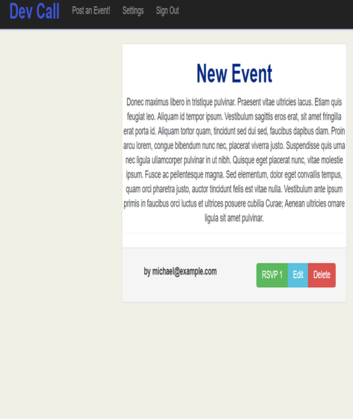 Dev Call Post an Event! Settings Sign Out
New Event
Donec maximus libero in tristique pulvinar. Praesent vitae ultricies lacus. Etiam quis
feugiat leo. Aliquam id tempor ipsum. Vestibulum sagittis eros erat, sit amet fringilla
erat porta id. Aliquam tortor quam, tincidunt sed dui sed, faucibus dapibus diam. Proin
arcu lorem, congue bibendum nunc nec, placerat viverra justo. Suspendisse quis urna
nec ligula ullamcorper pulvinar in ut nibh. Quisque eget placerat nunc, vitae molestie
ipsum. Fusce ac pellentesque magna. Sed elementum, dolor eget convallis tempus,
quam orci pharetra justo, auctor tincidunt felis est vitae nulla. Vestibulum ante ipsum
primis in faucibus orci luctus et ultrices posuere cubilia Curae; Aenean ultricies ornare
ligula sit amet pulvinar.
by michael@example.com RSVP 1 Edit Delete